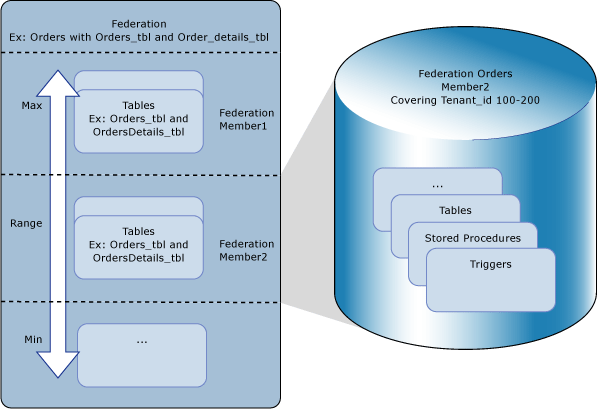 Federation
Ex: Orders with Orders_tbl and Order_details_tbl
Max
Tables
Ex: Orders_tbl and
OrdersDetails_tbl
Federation
Member1
Range
Tables
Ex: Orders_tbl and
OrdersDetails_tbl
Federation
Member2
Min
...
Federation Orders
Member2
Covering Tenant_id 100-200
...
Tables
Stored Procedures
Triggers